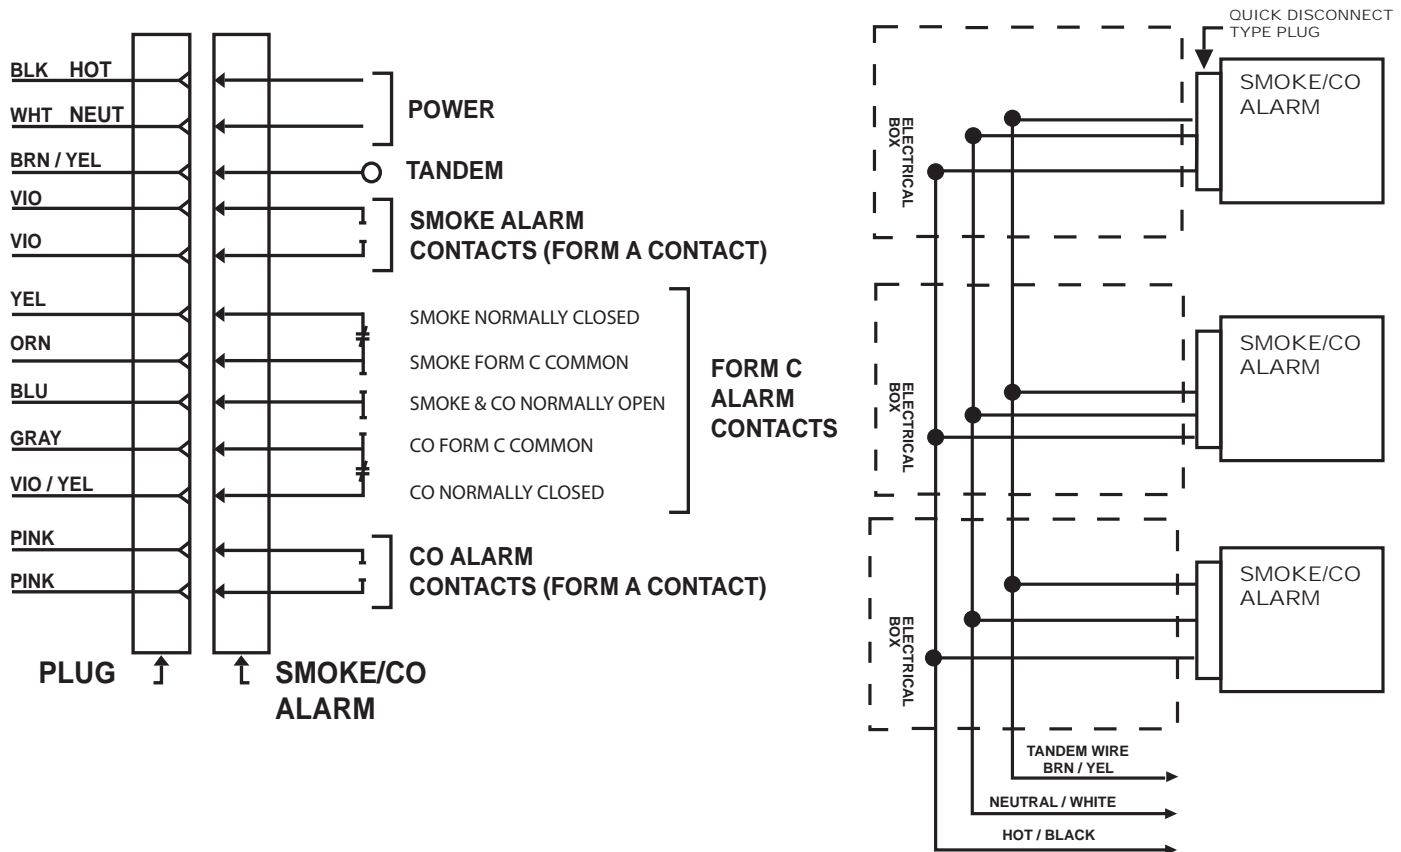 BLK HOT
WHT NEUT
BRN / YEL
VIO
VIO
YEL
ORN
BLU
GRAY
VIO / YEL
PINK
PINK
PLUG
SMOKE/CO
ALARM
POWER
TANDEM
SMOKE ALARM
CONTACTS (FORM A CONTACT)
SMOKE NORMALLY CLOSED
SMOKE FORM C COMMON
SMOKE & CO NORMALLY OPEN
CO FORM C COMMON
CO NORMALLY CLOSED
FORM C
ALARM
CONTACTS
CO ALARM
CONTACTS (FORM A CONTACT)
QUICK DISCONNECT
TYPE PLUG
ELECTRICAL
BOX
SMOKE/CO
ALARM
ELECTRICAL
BOX
SMOKE/CO
ALARM
ELECTRICAL
BOX
SMOKE/CO
ALARM
TANDEM WIRE
BRN / YEL
NEUTRAL / WHITE
HOT / BLACK